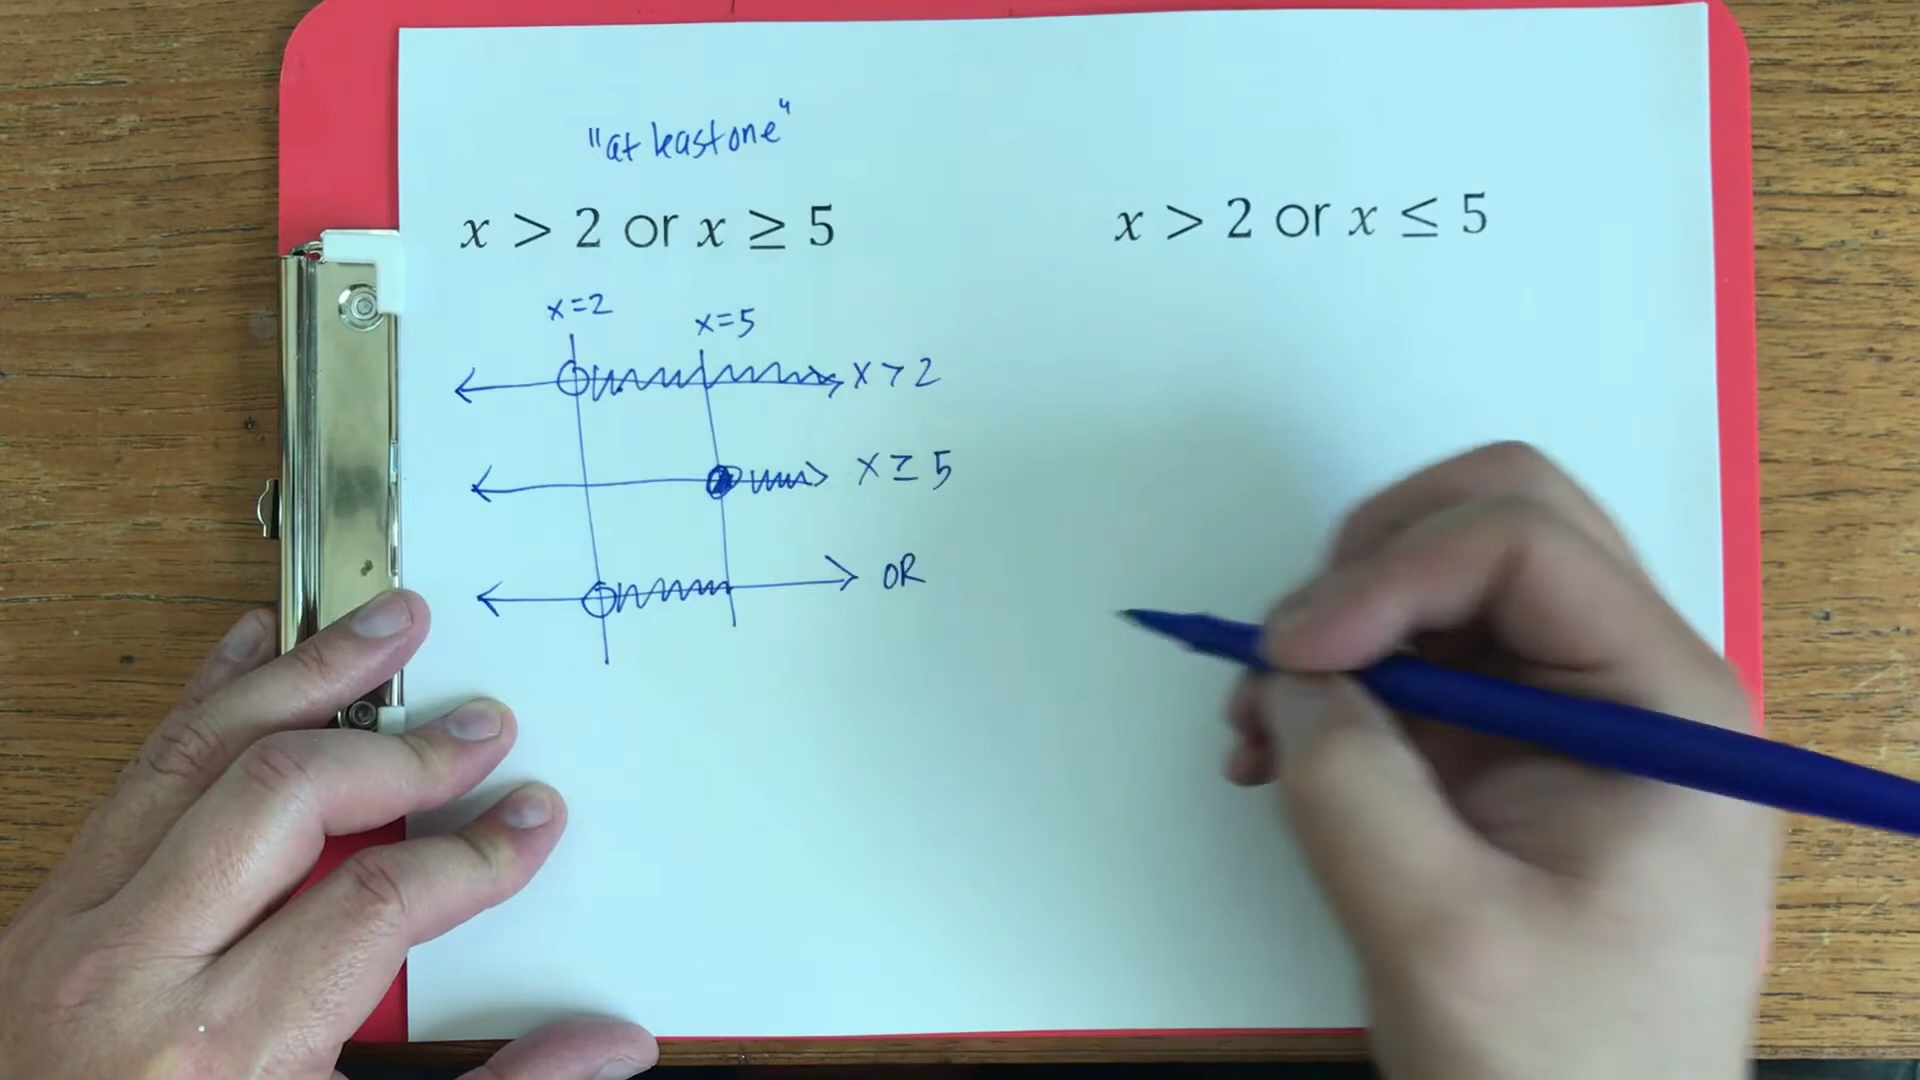 "at least one"
x > 2 or x ≥ 5
x > 2 or x ≤ 5
x=2
x=5
x > 2
x ≥ 5
OR